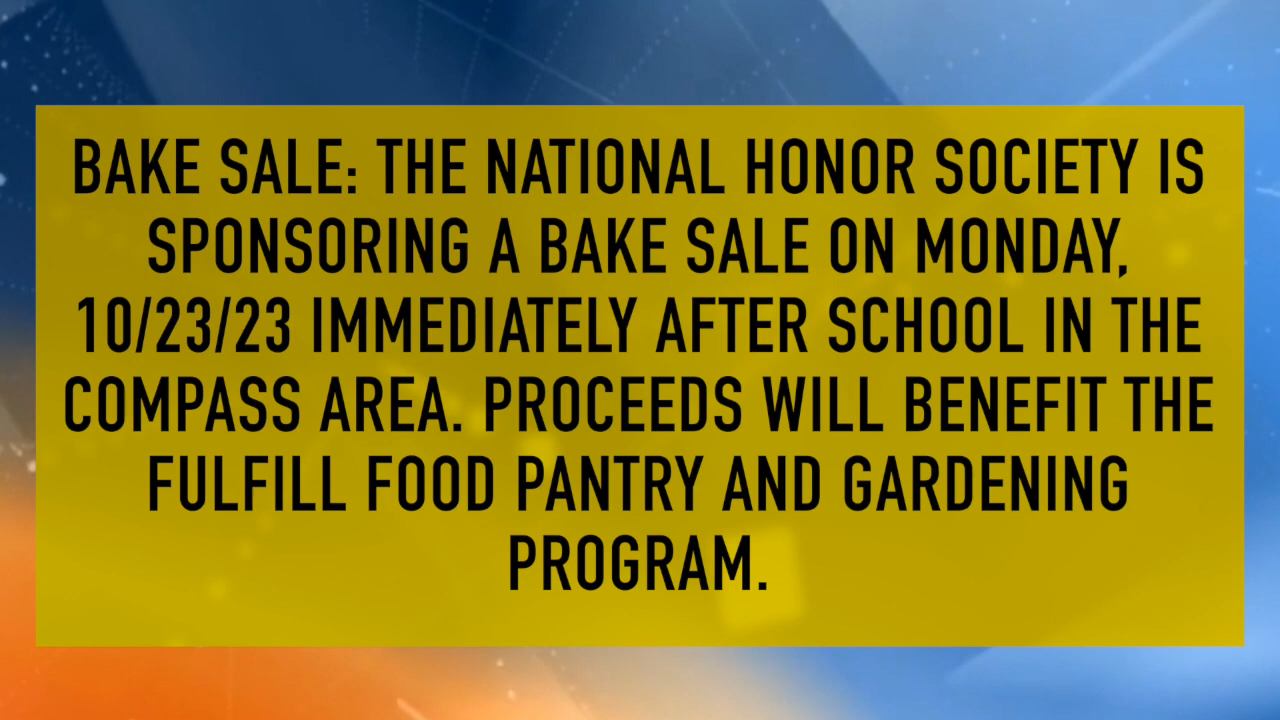 BAKE SALE: THE NATIONAL HONOR SOCIETY IS
SPONSORING A BAKE SALE ON MONDAY,
10/23/23 IMMEDIATELY AFTER SCHOOL IN THE
COMPASS AREA. PROCEEDS WILL BENEFIT THE
FULFILL FOOD PANTRY AND GARDENING
PROGRAM.